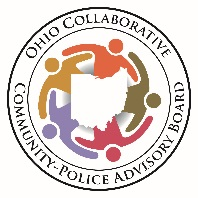 OHIO COLLABORATIVE
COMMUNITY-POLICE ADVISORY BOARD